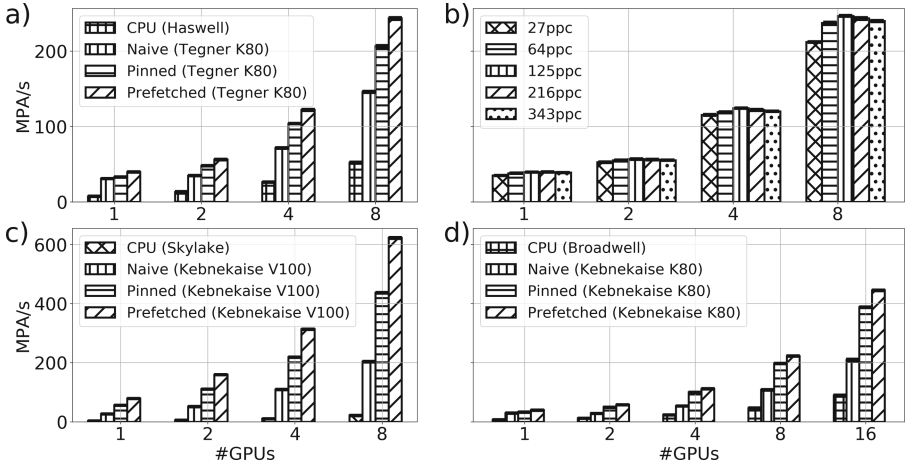 a)
CPU (Haswell)
Naive (Tegner K80)
Pinned (Tegner K80)
Prefetched (Tegner K80)
MPA/s
200
100
0
1 2 4 8
b)
27ppc
64ppc
125ppc
216ppc
343ppc
1 2 4 8
c)
CPU (Skylake)
Naive (Kebnekaise V100)
Pinned (Kebnekaise V100)
Prefetched (Kebnekaise V100)
MPA/s
600
400
200
0
1 2 4 8
#GPUs
d)
CPU (Broadwell)
Naive (Kebnekaise K80)
Pinned (Kebnekaise K80)
Prefetched (Kebnekaise K80)
1 2 4 8 16
#GPUs